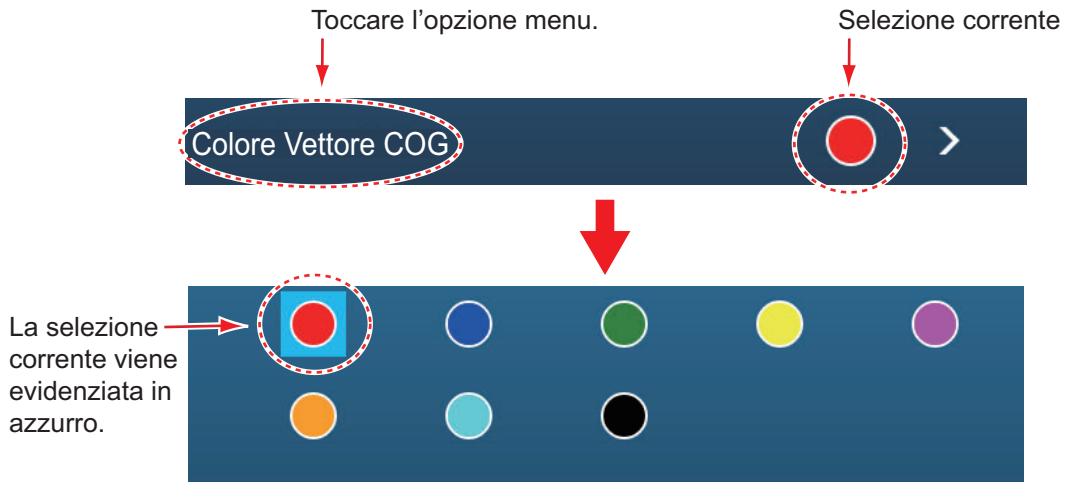 Toccare l’opzione menu.
Selezione corrente
Colore Vettore COG
La selezione
corrente viene
evidenziata in
azzurro.